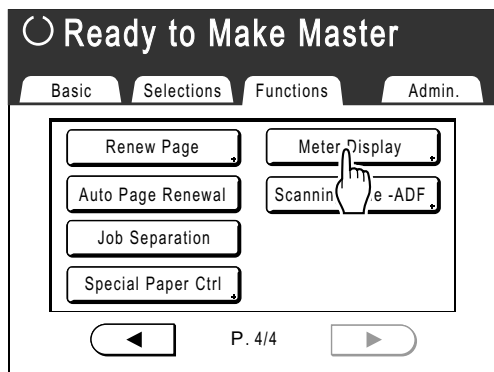 Ready to Make Master
Basic Selections Functions Admin.
Renew Page Meter Display
Auto Page Renewal Scannin e -ADF
Job Separation
Special Paper Ctrl
P. 4/4